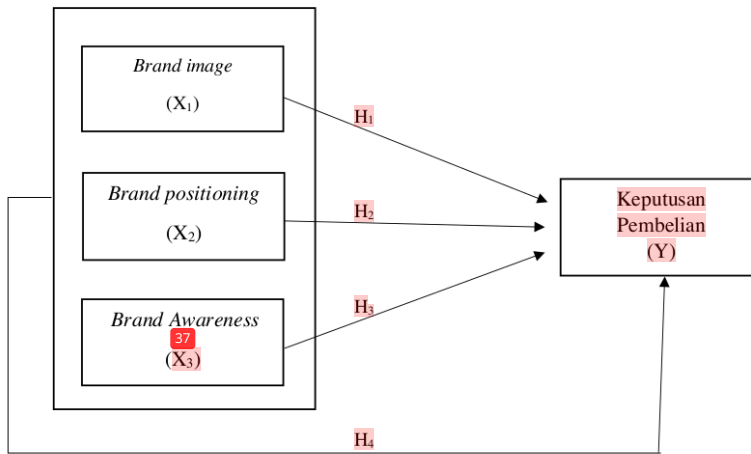 Brand image
(X₁)
H₁
Brand positioning
(X₂)
H₂
Keputusan
Pembelian
(Y)
H₃
Brand Awareness
37
(X₃)
H₄